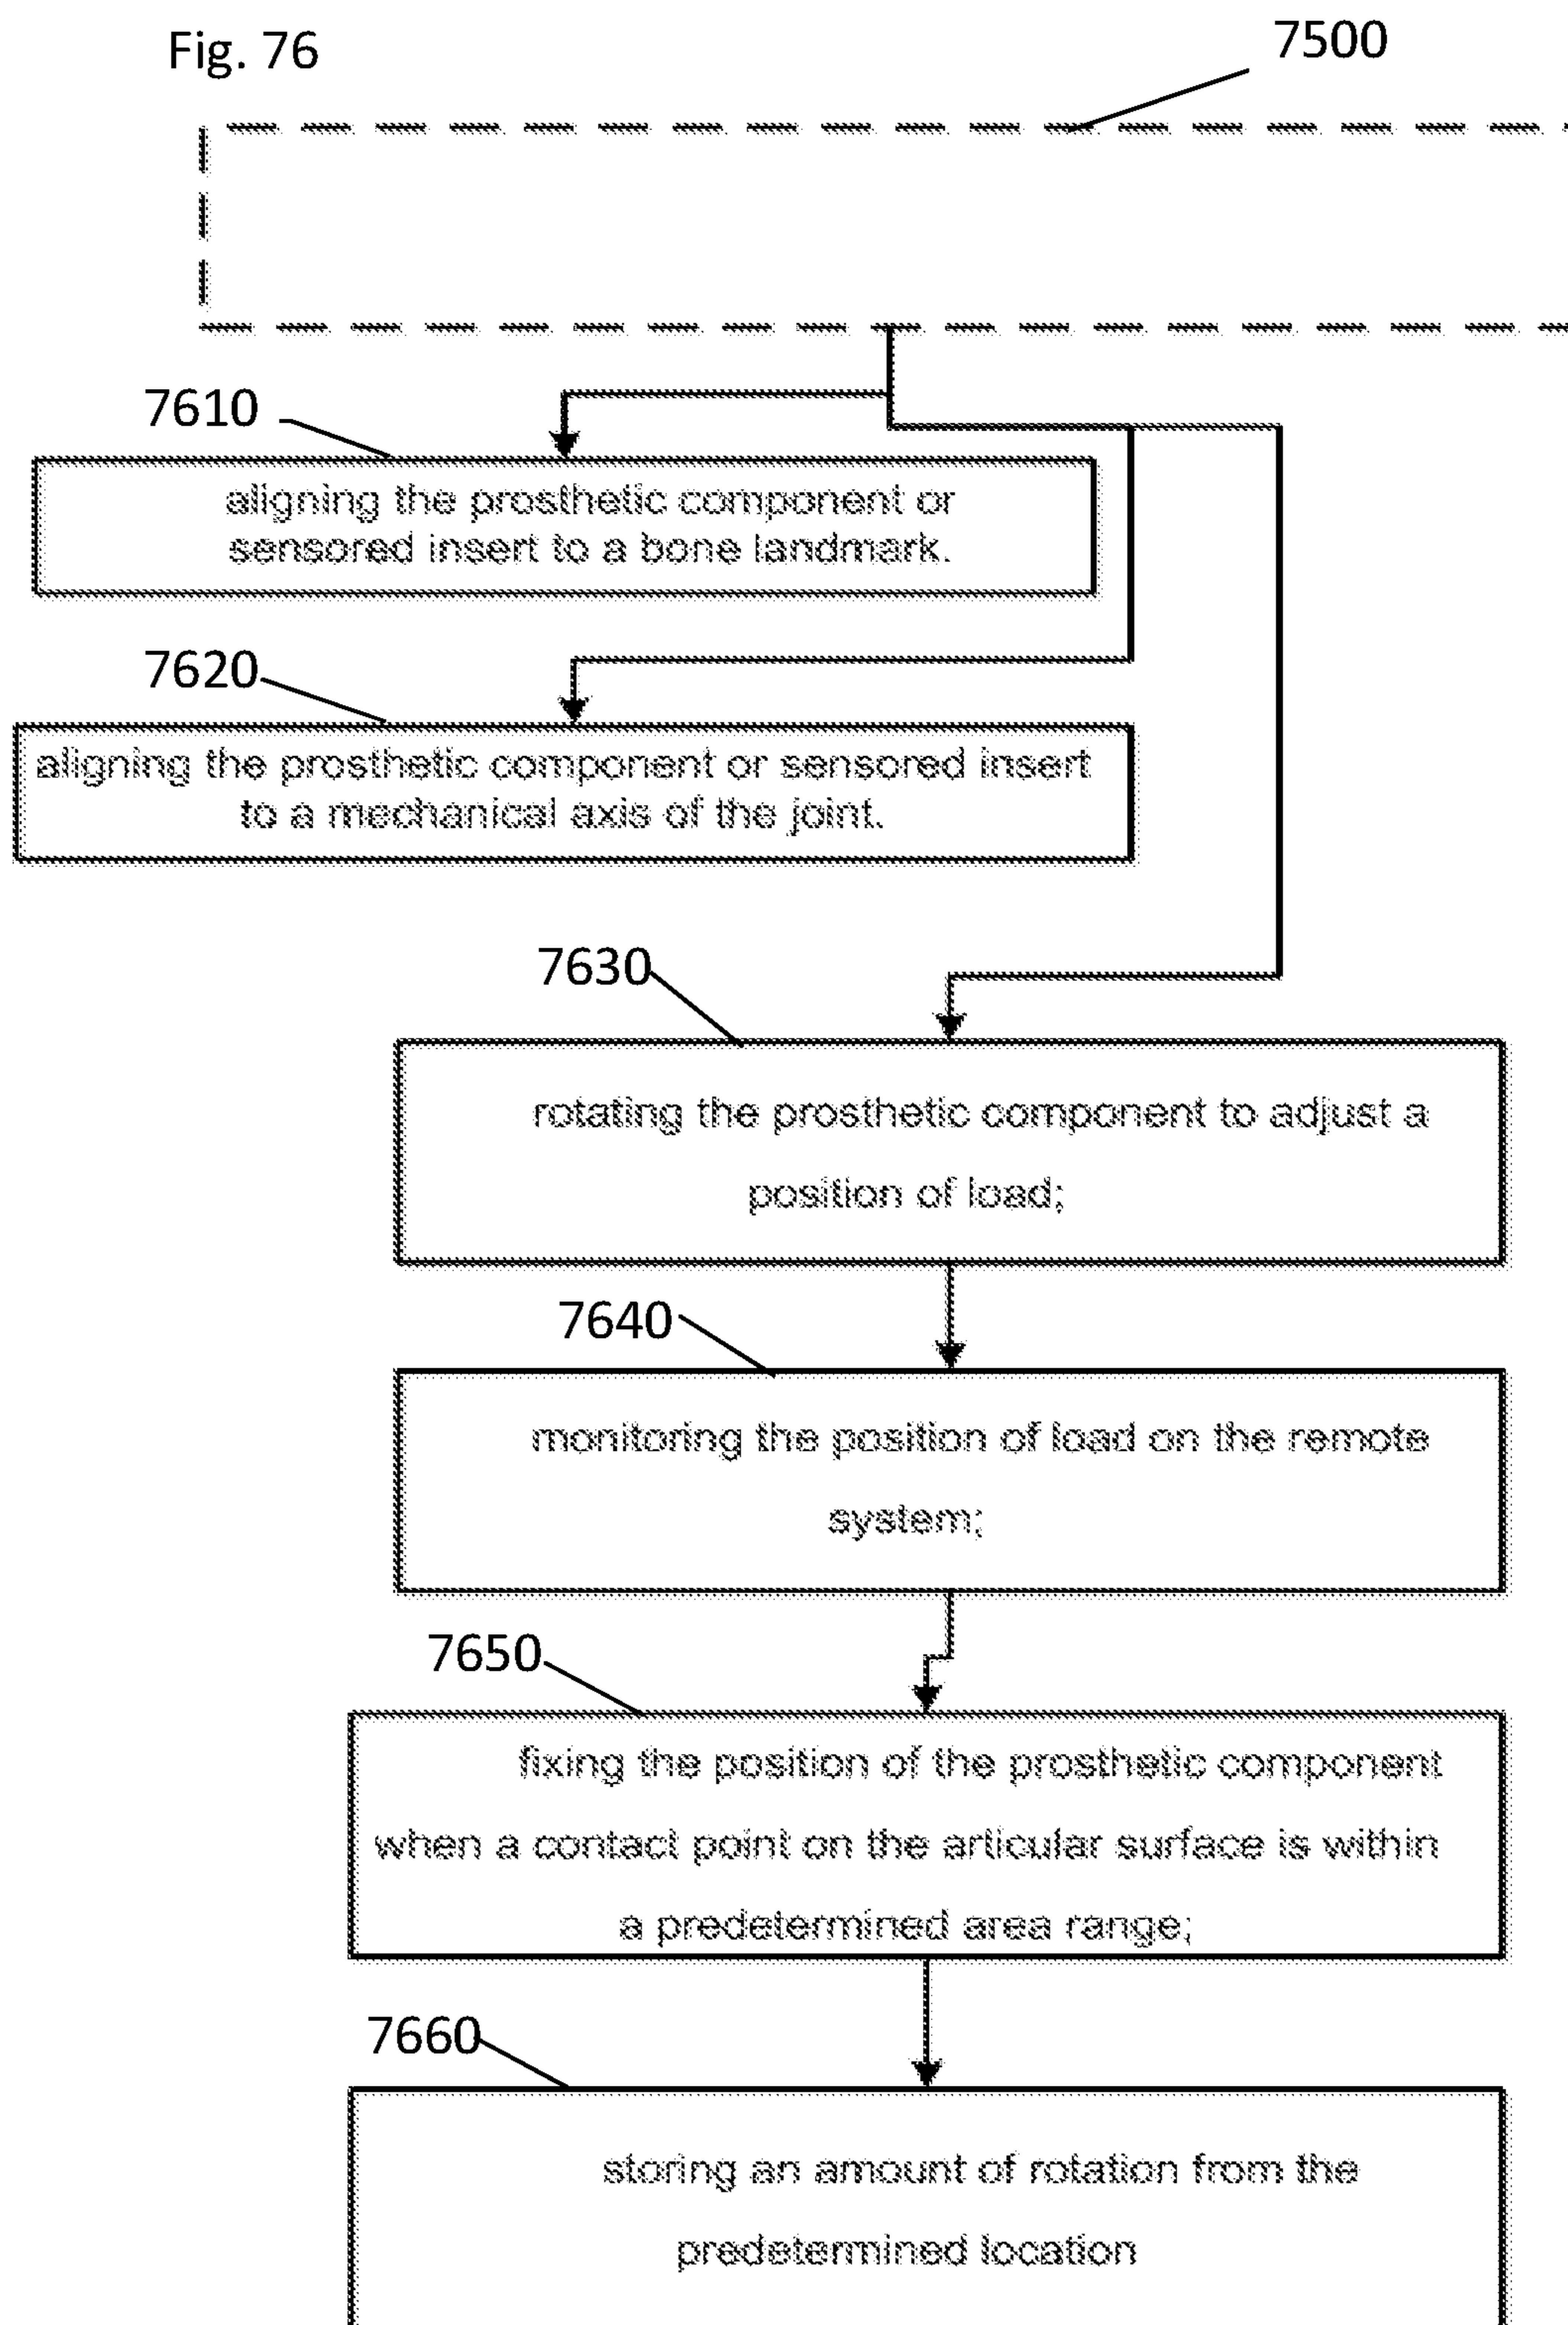 Fig. 76
7500
7610
aligning the prosthetic component or
sensored insert to a bone landmark.
7620
aligning the prosthetic component or sensored insert
to a mechanical axis of the joint.
7630
rotating the prosthetic component to adjust a
position of load;
7640
monitoring the position of load on the remote
system;
7650
fixing the position of the prosthetic component
when a contact point on the articular surface is within
a predetermined area range;
7660
storing an amount of rotation from the
predetermined location